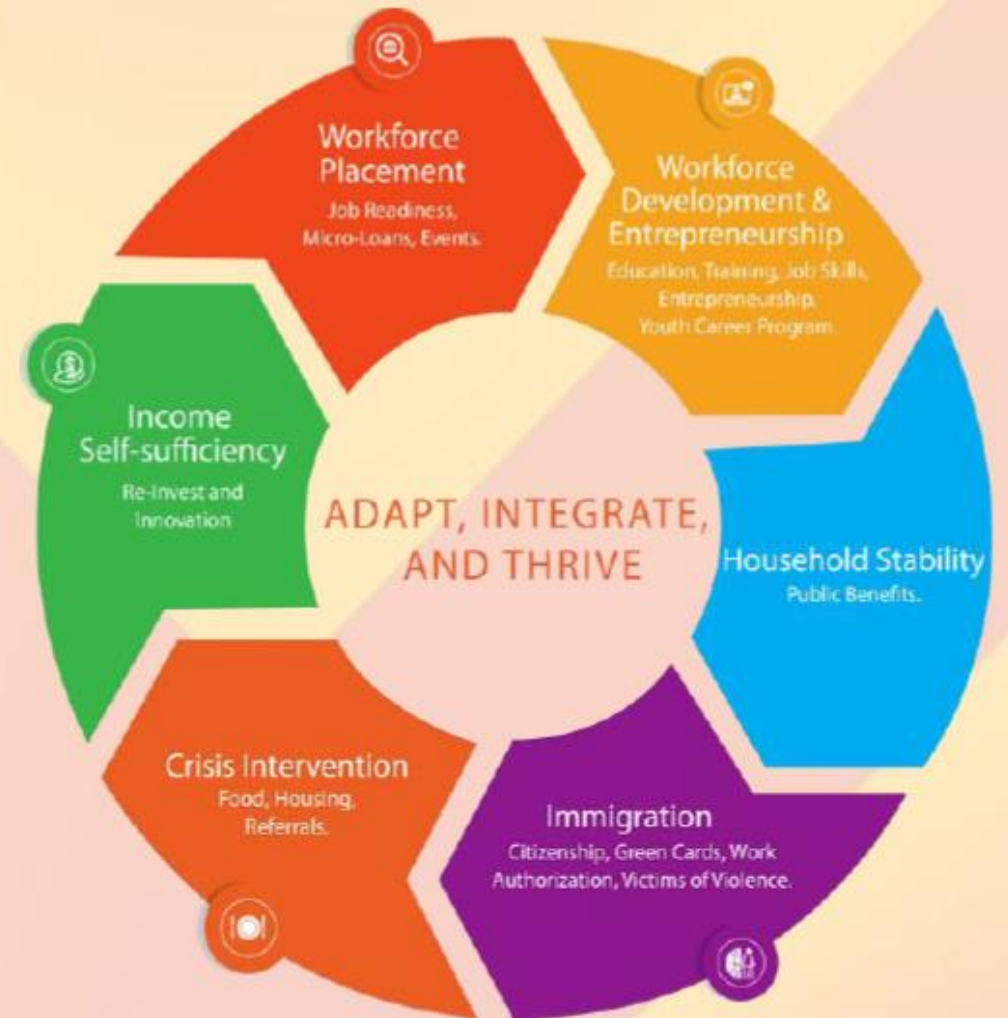 Workforce
Placement
Job Readiness,
Micro-Loans, Events.
Workforce
Development &
Entrepreneurship
Education, Training, Job Skills,
Entrepreneurship,
Youth Career Program.
Household Stability
Public Benefits.
Immigration
Citizenship, Green Cards, Work
Authorization, Victims of Violence.
Crisis Intervention
Food, Housing,
Referrals.
Income
Self-sufficiency
Re-Invest and
Innovation
ADAPT, INTEGRATE,
AND THRIVE